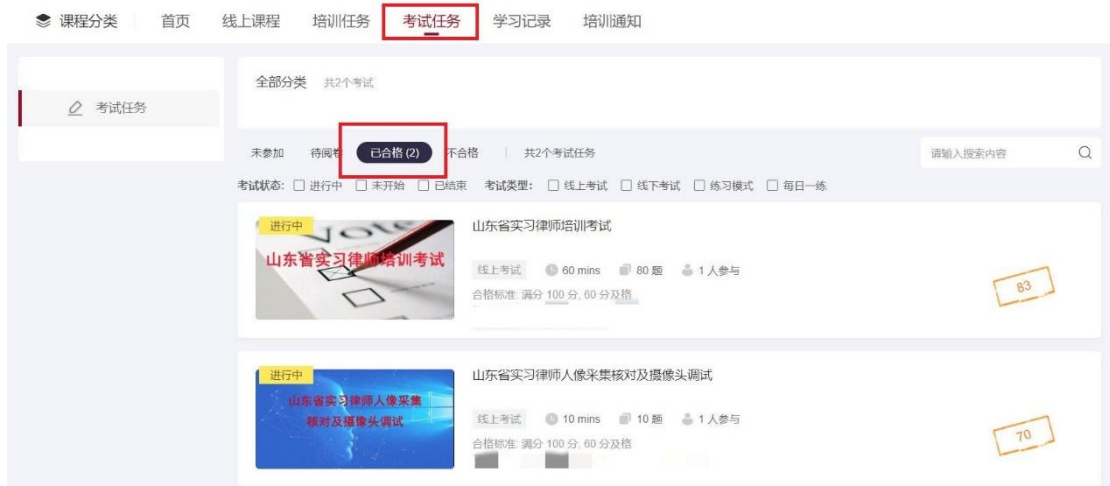 课程分类 首页 线上课程 培训任务 考试任务 学习记录 培训通知
考试任务
全部分类 共2个考试
未参加 待阅卷 已合格 (2) 不合格 共2个考试任务 请输入搜索内容
考试状态: 进行中 未开始 已结束 考试类型: 线上考试 线下考试 练习模式 每日一练
进行中
Vote
山东省实习律师培训考试
山东省实习律师培训考试
线上考试 60 mins 80 题 1 人参与
合格标准: 满分 100 分, 60 分及格
83
进行中
山东省实习律师人像采集
核对及摄像头调试
山东省实习律师人像采集核对及摄像头调试
线上考试 10 mins 10 题 1 人参与
合格标准: 满分 100 分, 60 分及格
70